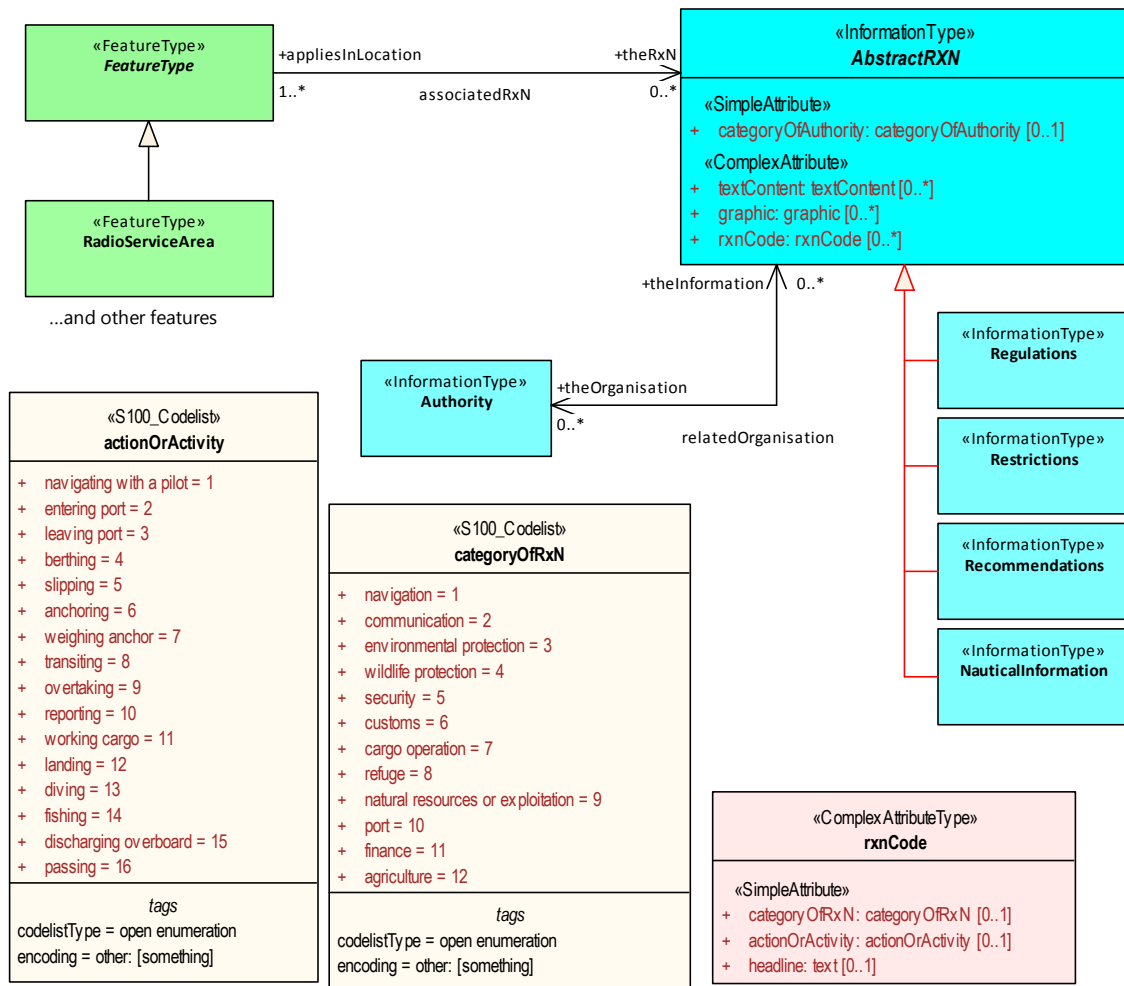 «FeatureType»
FeatureType
+appliesInLocation
1..*
associatedRxN
+theRxN
0..*
«InformationType»
AbstractRXN
«SimpleAttribute»
+ categoryOfAuthority: categoryOfAuthority [0..1]
«ComplexAttribute»
+ textContent: textContent [0..*]
+ graphic: graphic [0..*]
+ rxnCode: rxnCode [0..*]
«FeatureType»
RadioServiceArea
...and other features
+theInformation
0..*
«InformationType»
Authority
+theOrganisation
0..*
relatedOrganisation
«InformationType»
Regulations
«InformationType»
Restrictions
«InformationType»
Recommendations
«InformationType»
NauticalInformation
«S100_Codelist»
actionOrActivity
+ navigating with a pilot = 1
+ entering port = 2
+ leaving port = 3
+ berthing = 4
+ slipping = 5
+ anchoring = 6
+ weighing anchor = 7
+ transiting = 8
+ overtaking = 9
+ reporting = 10
+ working cargo = 11
+ landing = 12
+ diving = 13
+ fishing = 14
+ discharging overboard = 15
+ passing = 16
tags
codelistType = open enumeration
encoding = other: [something]
«S100_Codelist»
categoryOfRxN
+ navigation = 1
+ communication = 2
+ environmental protection = 3
+ wildlife protection = 4
+ security = 5
+ customs = 6
+ cargo operation = 7
+ refuge = 8
+ natural resources or exploitation = 9
+ port = 10
+ finance = 11
+ agriculture = 12
tags
codelistType = open enumeration
encoding = other: [something]
«ComplexAttributeType»
rxnCode
«SimpleAttribute»
+ categoryOfRxN: categoryOfRxN [0..1]
+ actionOrActivity: actionOrActivity [0..1]
+ headline: text [0..1]